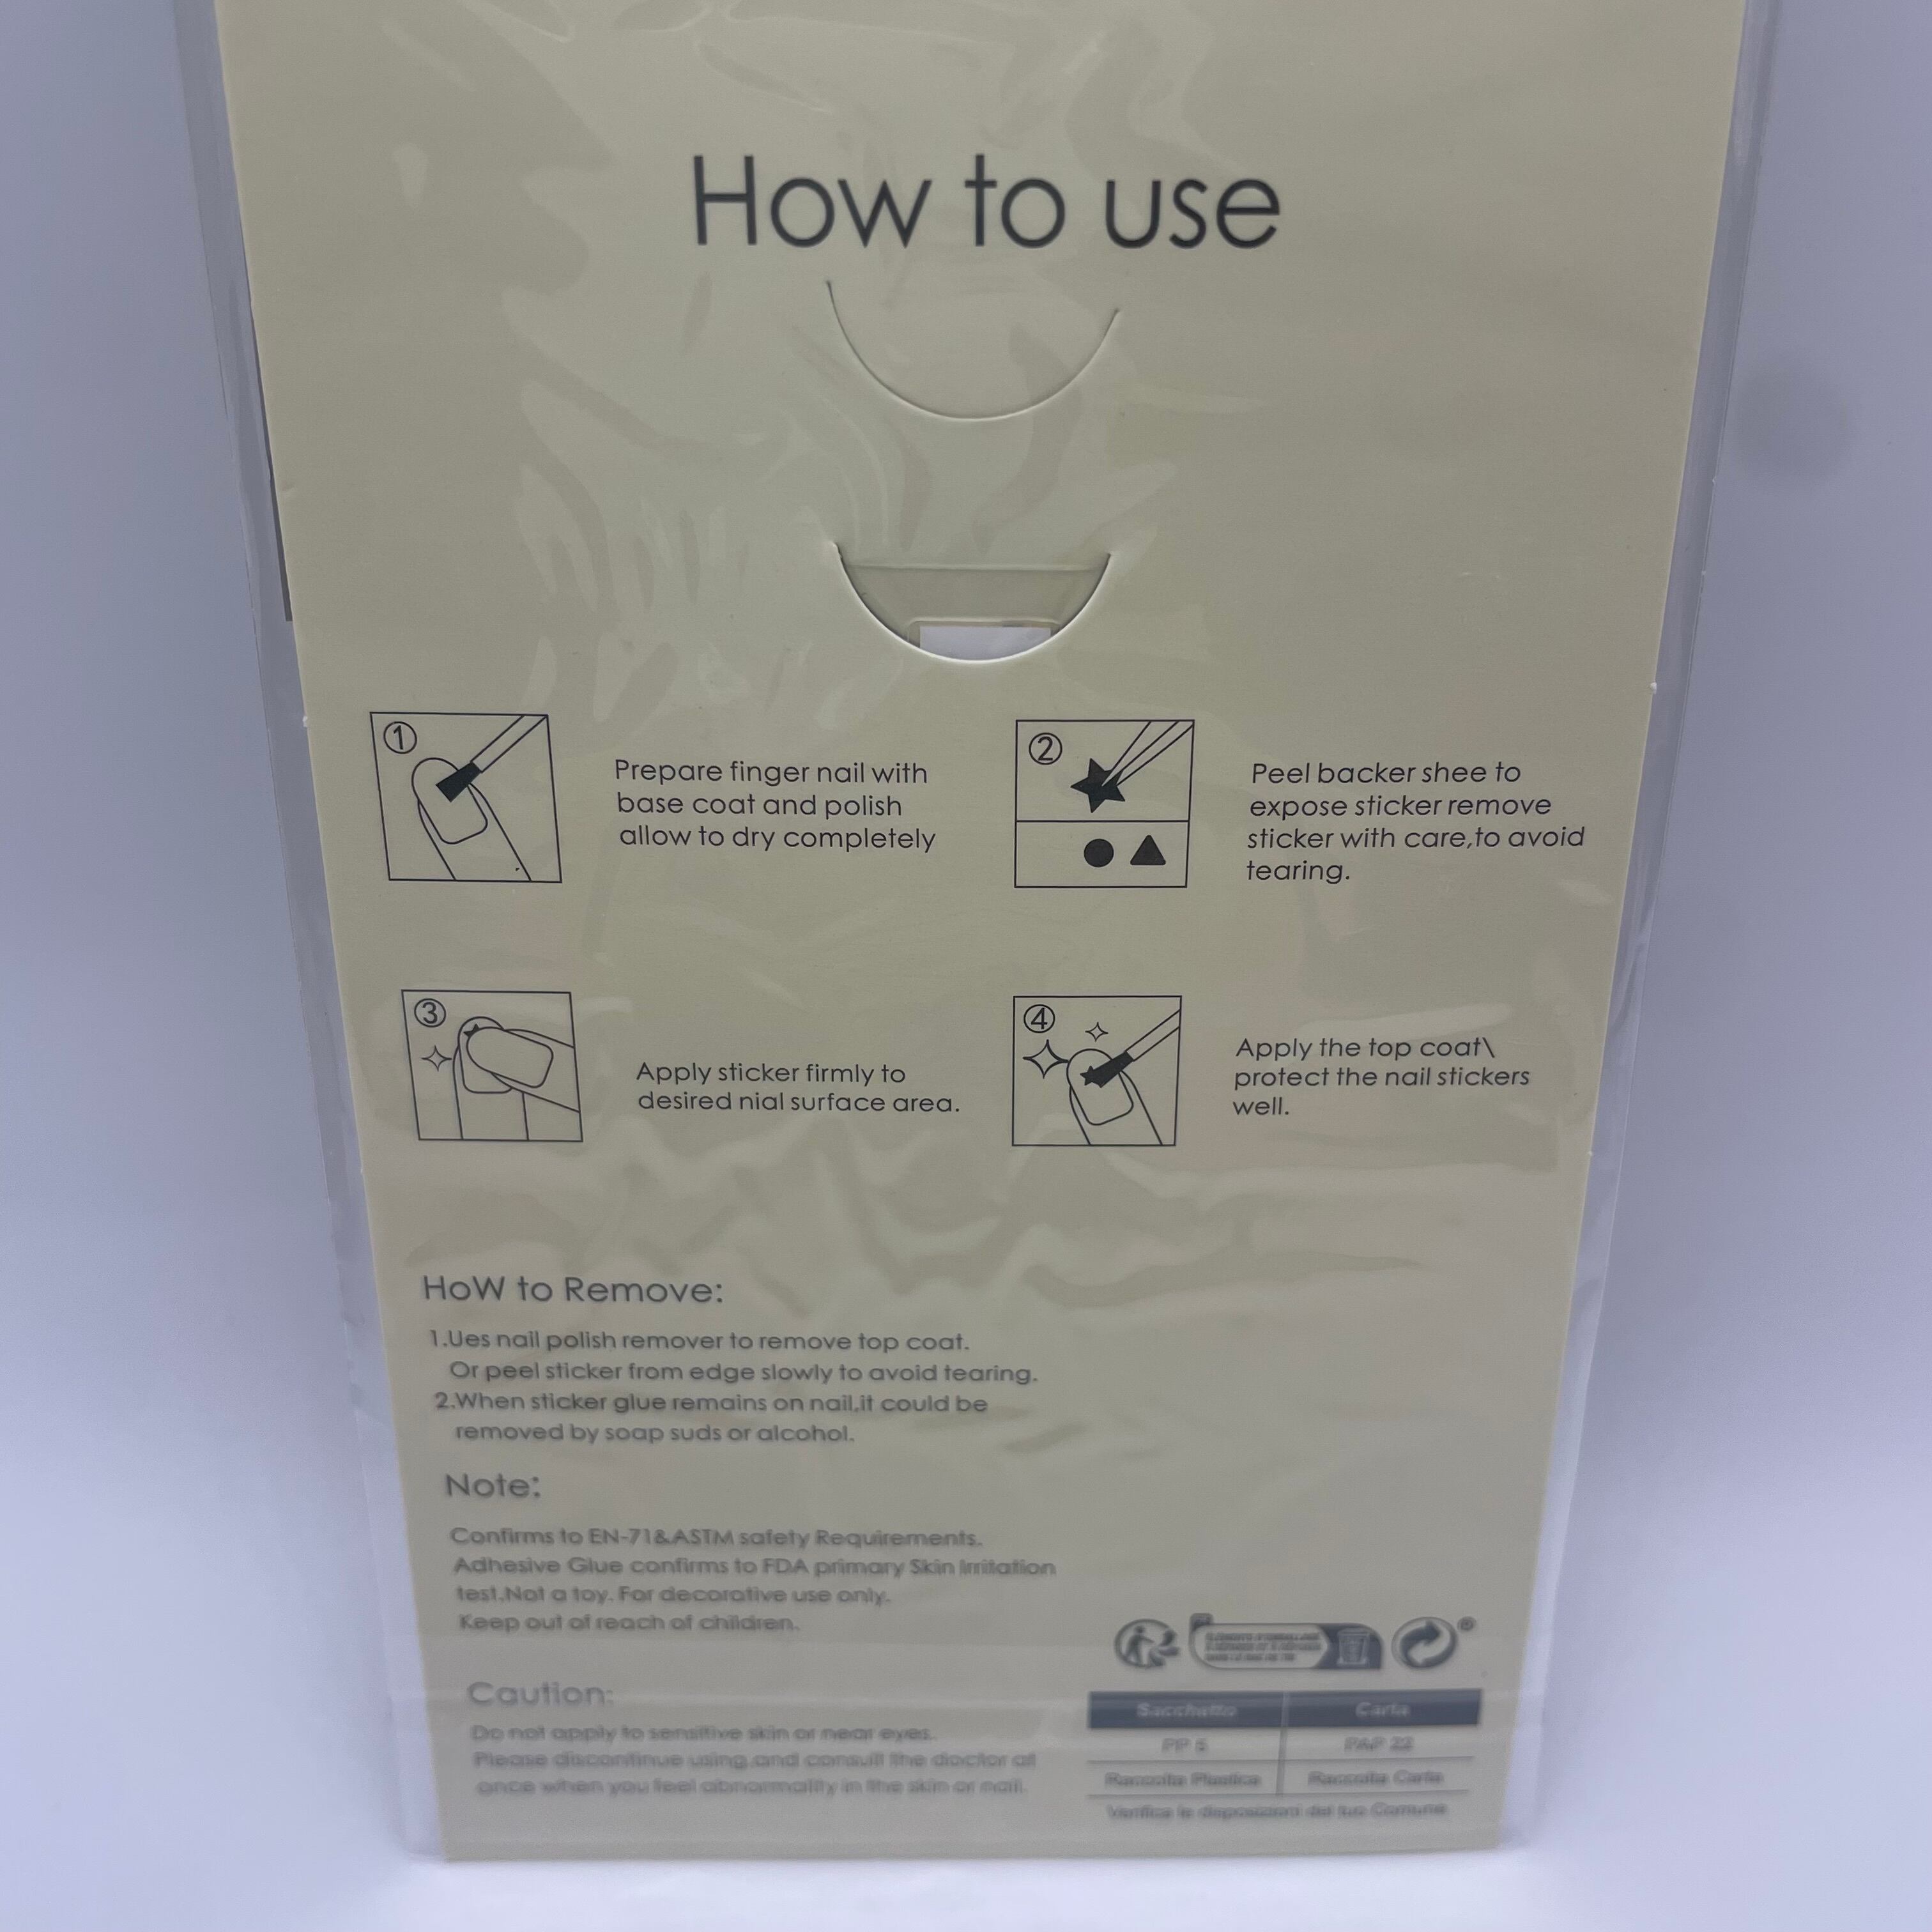 How to use
①
Prepare finger nail with
base coat and polish
allow to dry completely
②
Peel backer shee to
expose sticker remove
sticker with care,to avoid
tearing.
③
Apply sticker firmly to
desired nial surface area.
④
Apply the top coat\
protect the nail stickers
well.
HoW to Remove:
1.Ues nail polish remover to remove top coat.
Or peel sticker from edge slowly to avoid tearing.
2.When sticker glue remains on nail,it could be
removed by soap suds or alcohol.
Note:
Confirms to EN-71&ASTM safety Requirements.
Adhesive Glue confirms to FDA primary Skin Irritation
test.Not a toy. For decorative use only.
Keep out of reach of children.
Caution:
Do not apply to sensitive skin or near eyes.
Please discontinue using,and consult the doctor at
once when you feel abnormality in the skin or nail.
®
Sacchetto Carta
PP 5 PAP 22
Raccolta Plastica Raccolta Carta
Verifica le disposizioni del tuo Comune